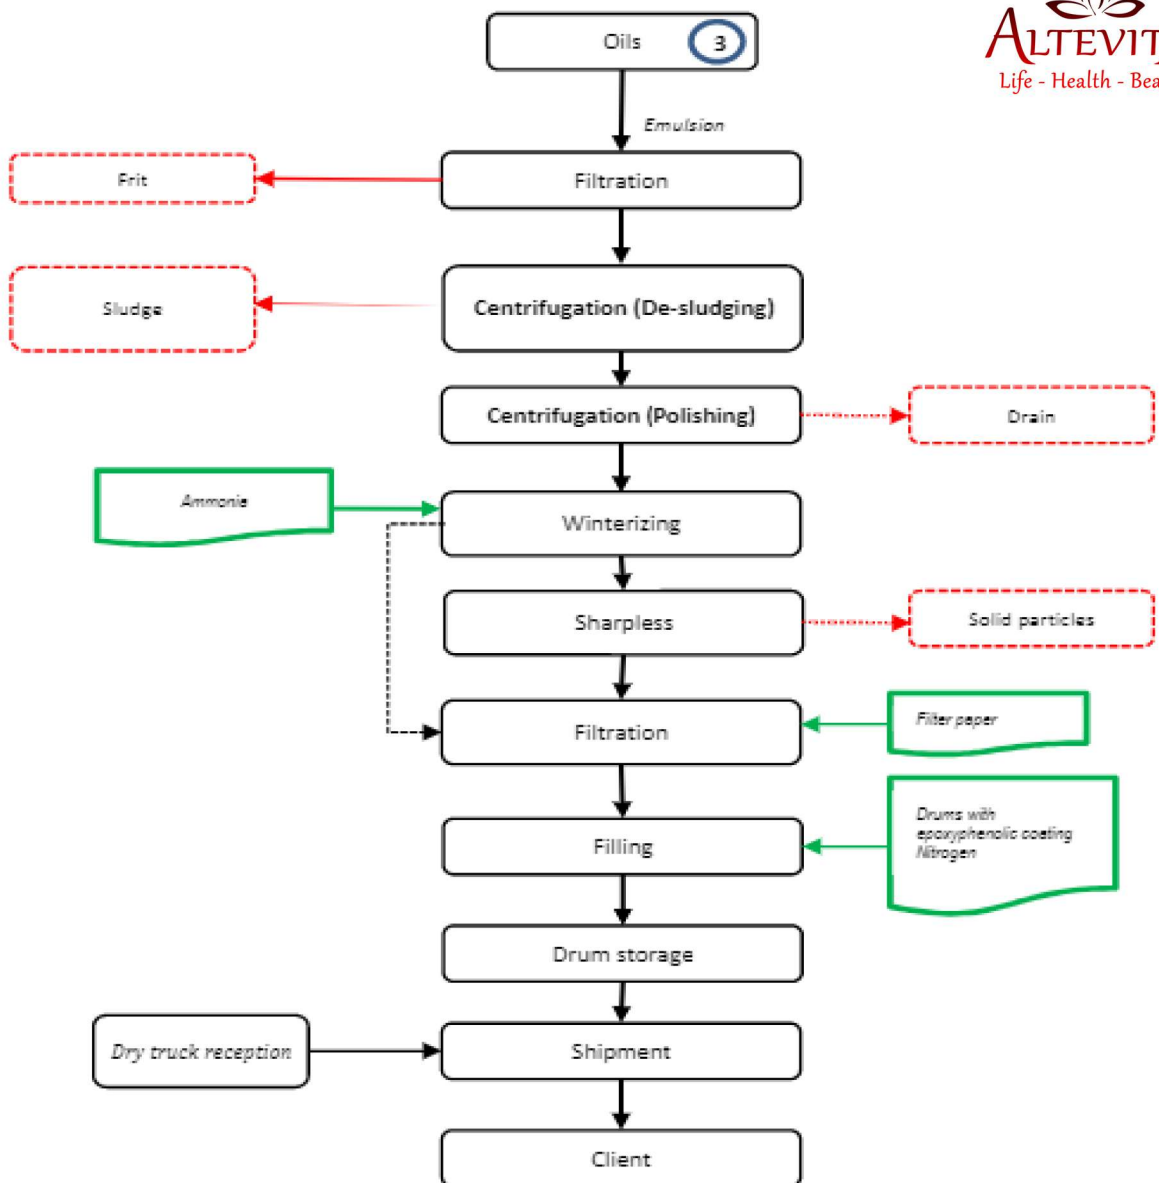 Oils 3
ALTEVIT
Life - Health - Bea
Emulsion
Frit
Filtration
Sludge
Centrifugation (De-sludging)
Centrifugation (Polishing)
Drain
Ammonia
Winterizing
Sharpless
Solid particles
Filtration
Filter paper
Filling
Drums with
epoxyphenolic coating
Nitrogen
Drum storage
Dry truck reception
Shipment
Client